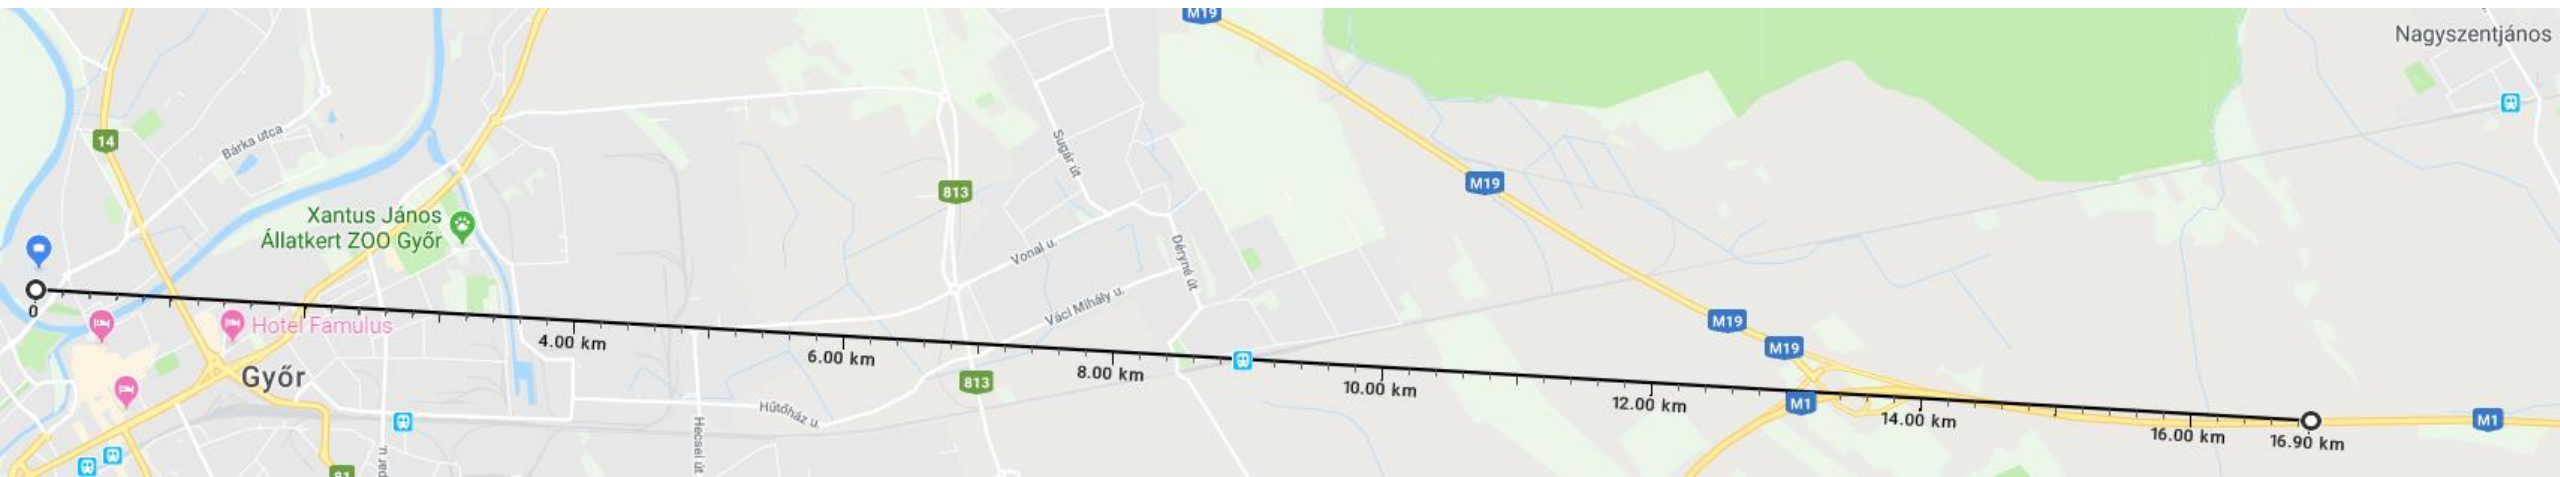 M19
Nagyszentjános
14
Bárka utca
Sugár út
M19
813
Xantus János
Állatkert ZOO Győr
Vonal u.
Déryné út
Váci Mihály u.
0
Hotel Famulus
4.00 km
6.00 km
8.00 km
10.00 km
12.00 km
14.00 km
16.00 km
16.90 km
M19
M19
Győr
813
M1
M1
Hűtőház u.
Hecsei út
par u.
81